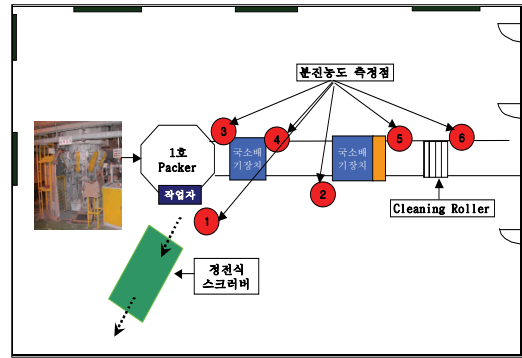 분진농도 측정점
3
4
5
6
1호
Packer
국소배
기장치
국소배
기장치
작업자
2
1
Cleaning Roller
정전식
스크러버